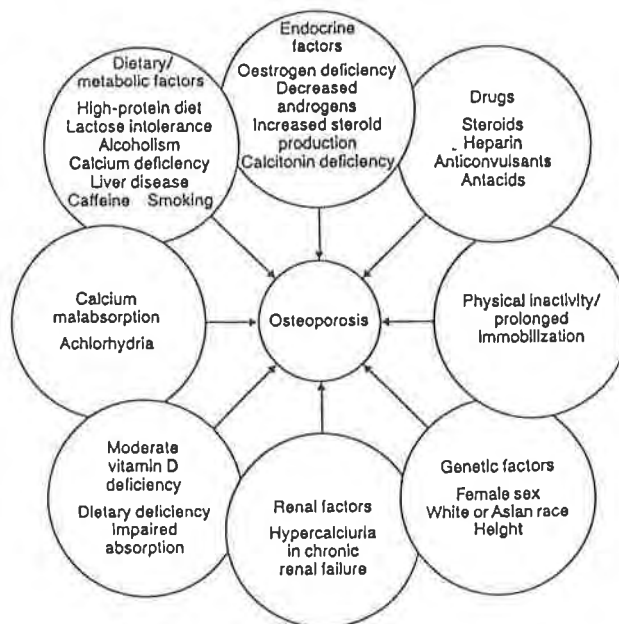 Endocrine
factors
Oestrogen deficiency
Decreased
androgens
Increased steroid
production
Calcitonin deficiency
Drugs
Steroids
Heparin
Anticonvulsants
Antacids
Physical inactivity/
prolonged
immobilization
Genetic factors
Female sex
White or Asian race
Height
Renal factors
Hypercalciuria
in chronic
renal failure
Moderate
vitamin D
deficiency
Dietary deficiency
Impaired
absorption
Calcium
malabsorption
Achlorhydria
Dietary/
metabolic factors
High-protein diet
Lactose intolerance
Alcoholism
Calcium deficiency
Liver disease
Caffeine Smoking
Osteoporosis